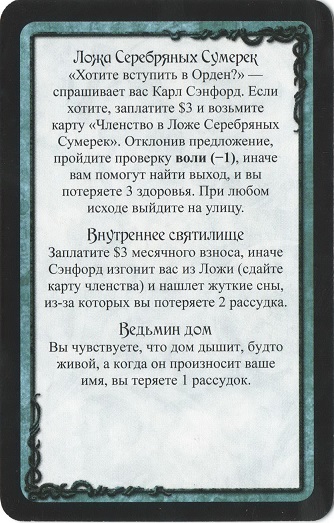 Ложа Серебряных Сумерек
«Хотите вступить в Орден?» —
спрашивает вас Карл Сэнфорд. Если
хотите, заплатите $3 и возьмите
карту «Членство в Ложе Серебряных
Сумерек». Отклонив предложение,
пройдите проверку воли (−1), иначе
вам помогут найти выход, и вы
потеряете 3 здоровья. При любом
исходе выйдите на улицу.
Внутреннее святилище
Заплатите $3 месячного взноса, иначе
Сэнфорд изгонит вас из Ложи (сдайте
карту членства) и нашлет жуткие сны,
из-за которых вы потеряете 2 рассудка.
Ведьмин дом
Вы чувствуете, что дом дышит, будто
живой, а когда он произносит ваше
имя, вы теряете 1 рассудок.